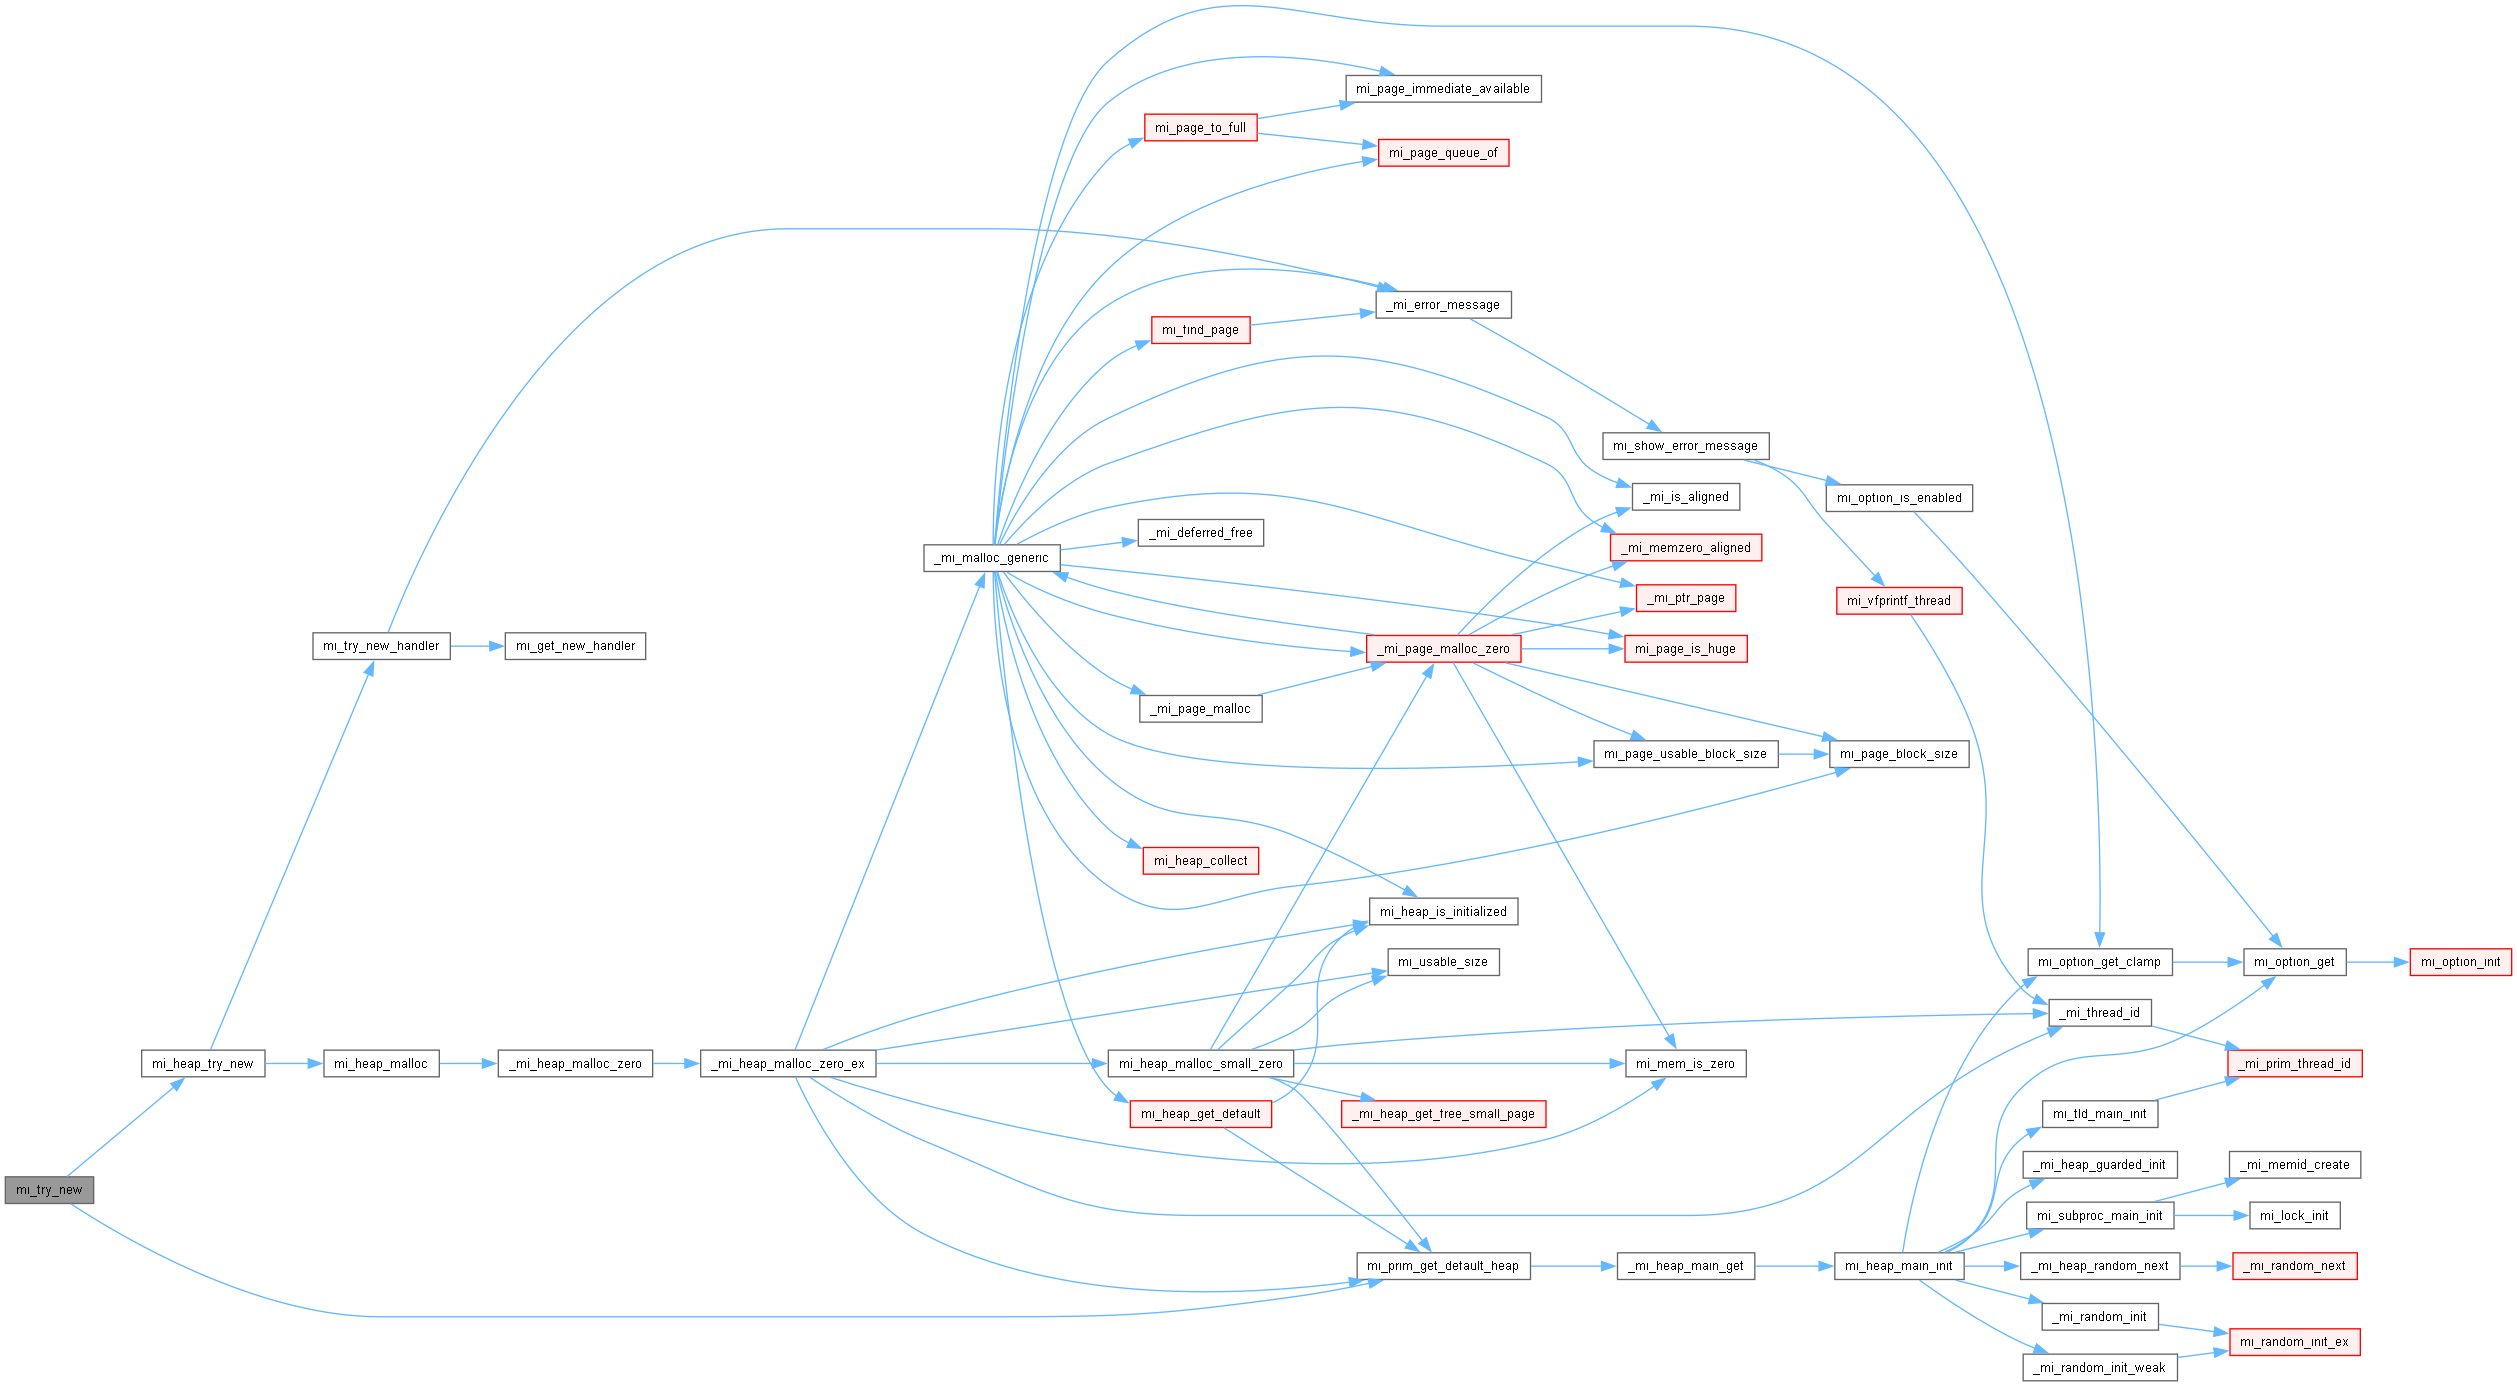 mi_page_immediate_available
mi_page_to_full
mi_page_queue_of
_mi_error_message
mi_find_page
mi_show_error_message
mi_option_is_enabled
_mi_is_aligned
_mi_deferred_free
_mi_memzero_aligned
_mi_malloc_generic
_mi_ptr_page
mi_vfprintf_thread
mi_try_new_handler
mi_get_new_handler
_mi_page_malloc_zero
mi_page_is_huge
_mi_page_malloc
mi_page_usable_block_size
mi_page_block_size
mi_heap_collect
mi_heap_is_initialized
mi_usable_size
mi_option_get_clamp
mi_option_get
mi_option_init
_mi_thread_id
mi_heap_try_new
mi_heap_malloc
_mi_heap_malloc_zero
_mi_heap_malloc_zero_ex
mi_heap_malloc_small_zero
mi_mem_is_zero
_mi_prim_thread_id
mi_heap_get_default
_mi_heap_get_free_small_page
mi_tld_main_init
_mi_heap_guarded_init
_mi_memid_create
mi_try_new
mi_subproc_main_init
mi_lock_init
mi_prim_get_default_heap
_mi_heap_main_get
mi_heap_main_init
_mi_heap_random_next
_mi_random_next
_mi_random_init
mi_random_init_ex
_mi_random_init_weak